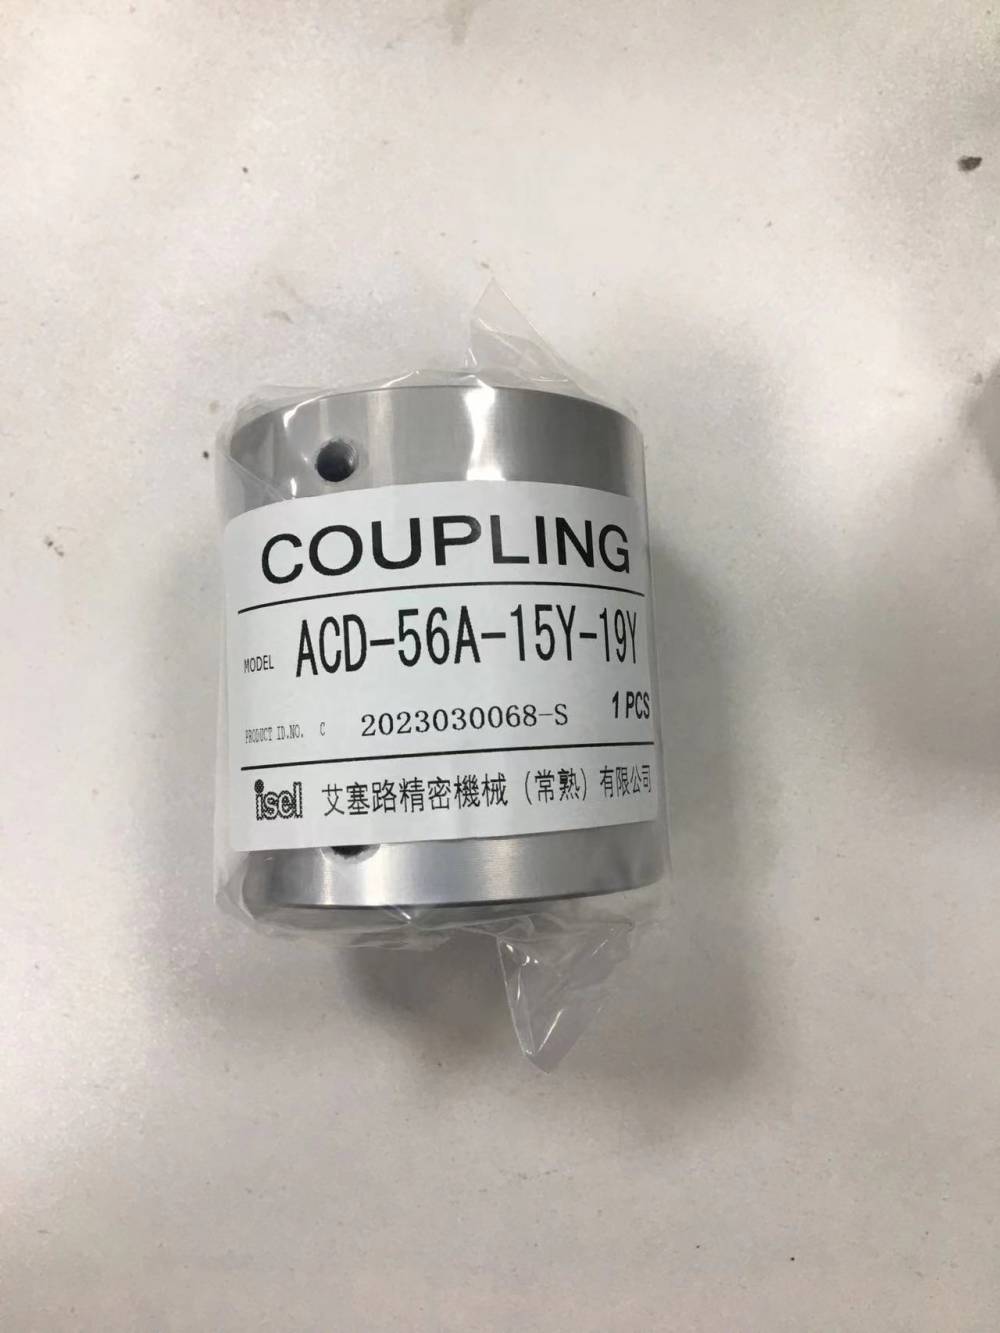 COUPLING
MODEL ACD-56A-15Y-19Y
PRODUCT ID.NO. C 2023030068-S 1 PCS
isel 艾塞路精密機械（常熟）有限公司